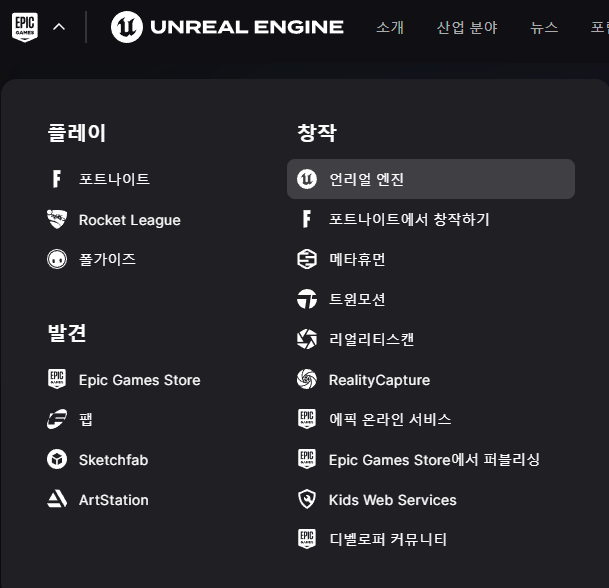 EPIC GAMES
UNREAL ENGINE 소개 산업 분야 뉴스
플레이
포트나이트
Rocket League
폴가이즈
발견
Epic Games Store
팹
Sketchfab
ArtStation
창작
언리얼 엔진
포트나이트에서 창작하기
메타휴먼
트윈모션
리얼리티스캔
RealityCapture
에픽 온라인 서비스
Epic Games Store에서 퍼블리싱
Kids Web Services
디벨로퍼 커뮤니티